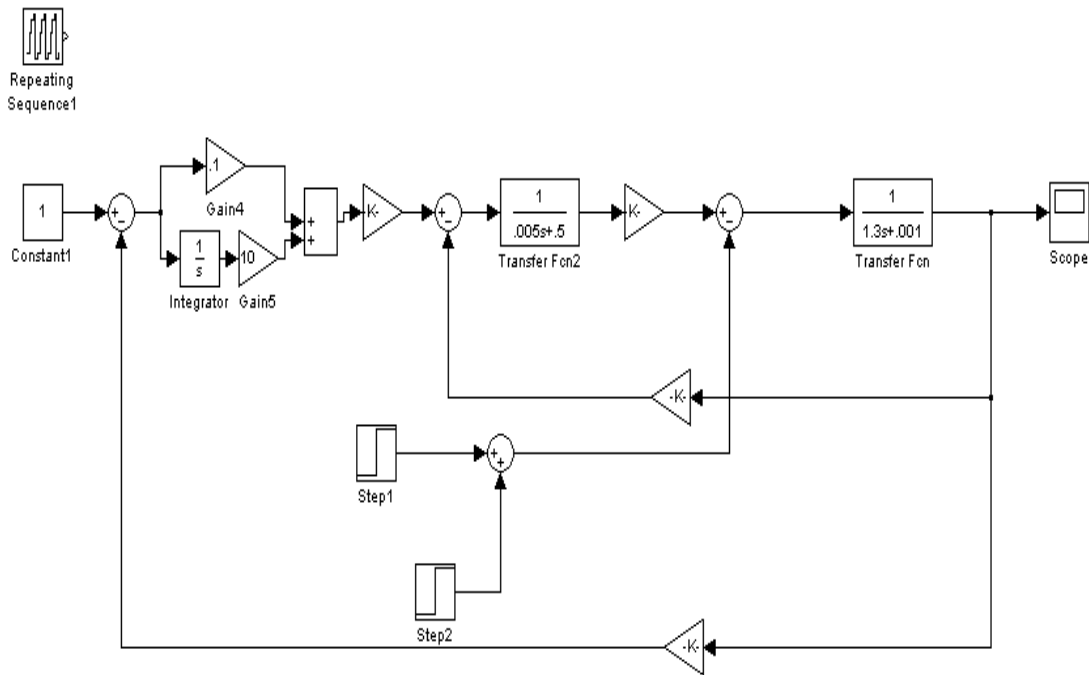 Repeating
Sequence1
.1
Gain4
1
Constant1
+
−
1
s
Integrator
10
Gain5
+
+
K-
+
−
1
.005s+.5
Transfer Fcn2
K-
+
−
1
1.3s+.001
Transfer Fcn
Scope
-K-
Step1
+
+
Step2
-K-